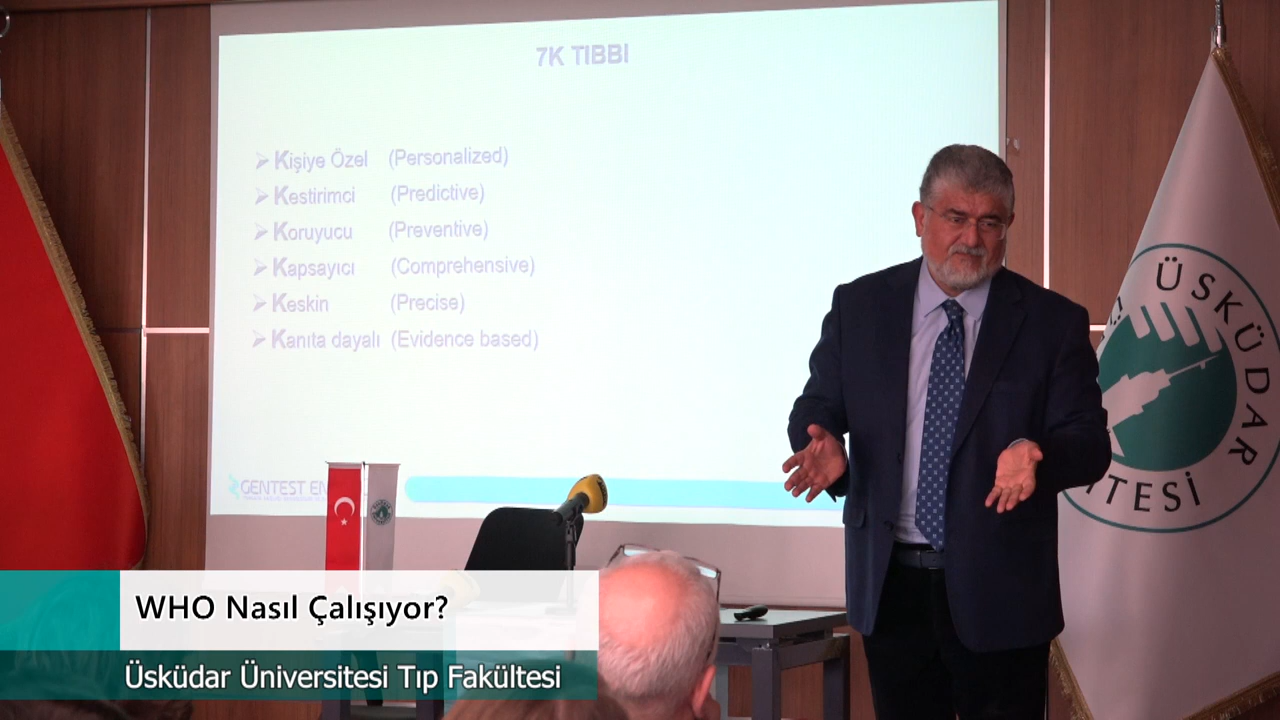 7K TIBBI
➢ Kişiye Özel (Personalized)
➢ Kestirimci (Predictive)
➢ Koruyucu (Preventive)
➢ Kapsayıcı (Comprehensive)
➢ Keskin (Precise)
➢ Kanıta dayalı (Evidence based)
GENTEST
ÜSKÜDAR
WHO Nasıl Çalışıyor?
Üsküdar Üniversitesi Tıp Fakültesi